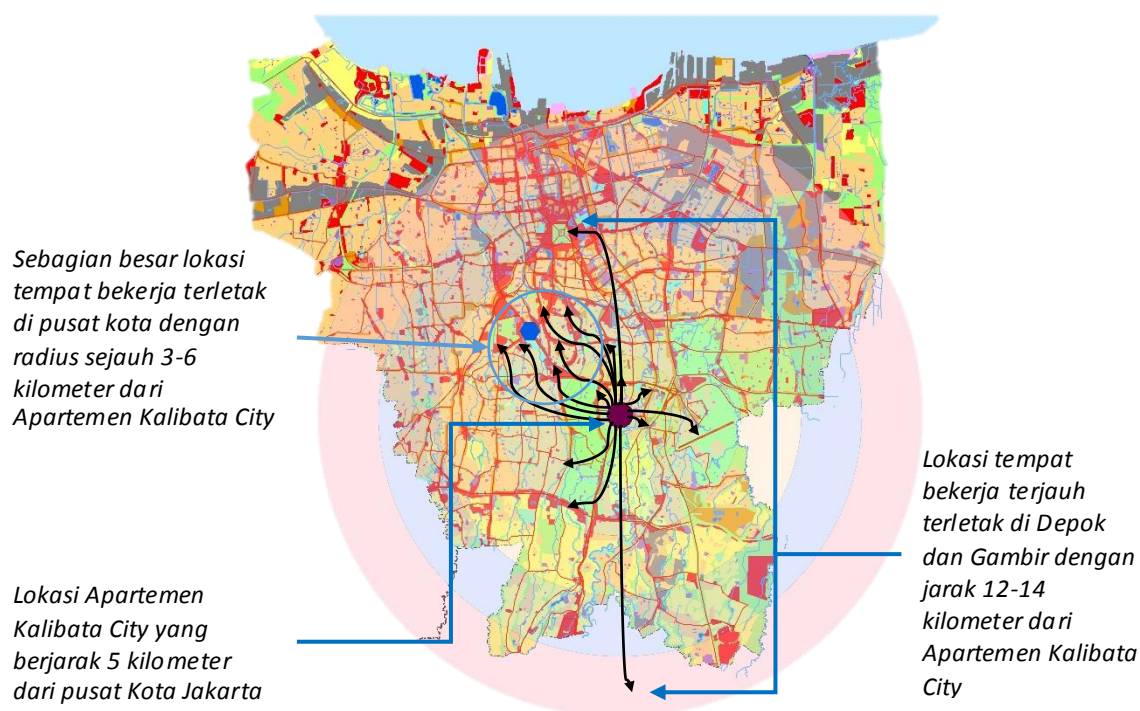 Sebagian besar lokasi
tempat bekerja terletak
di pusat kota dengan
radius sejauh 3-6
kilometer dari
Apartemen Kalibata City
Lokasi Apartemen
Kalibata City yang
berjarak 5 kilometer
dari pusat Kota Jakarta
Lokasi tempat
bekerja terjauh
terletak di Depok
dan Gambir dengan
jarak 12-14
kilometer dari
Apartemen Kalibata
City